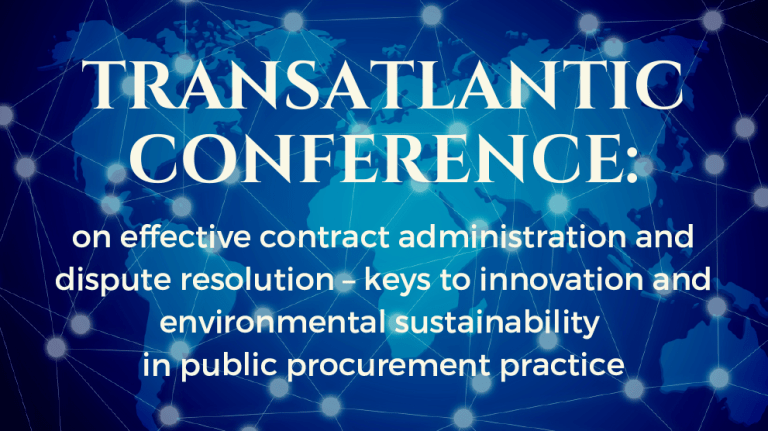 TRANSATLANTIC
CONFERENCE:
on effective contract administration and
dispute resolution – keys to innovation and
environmental sustainability
in public procurement practice